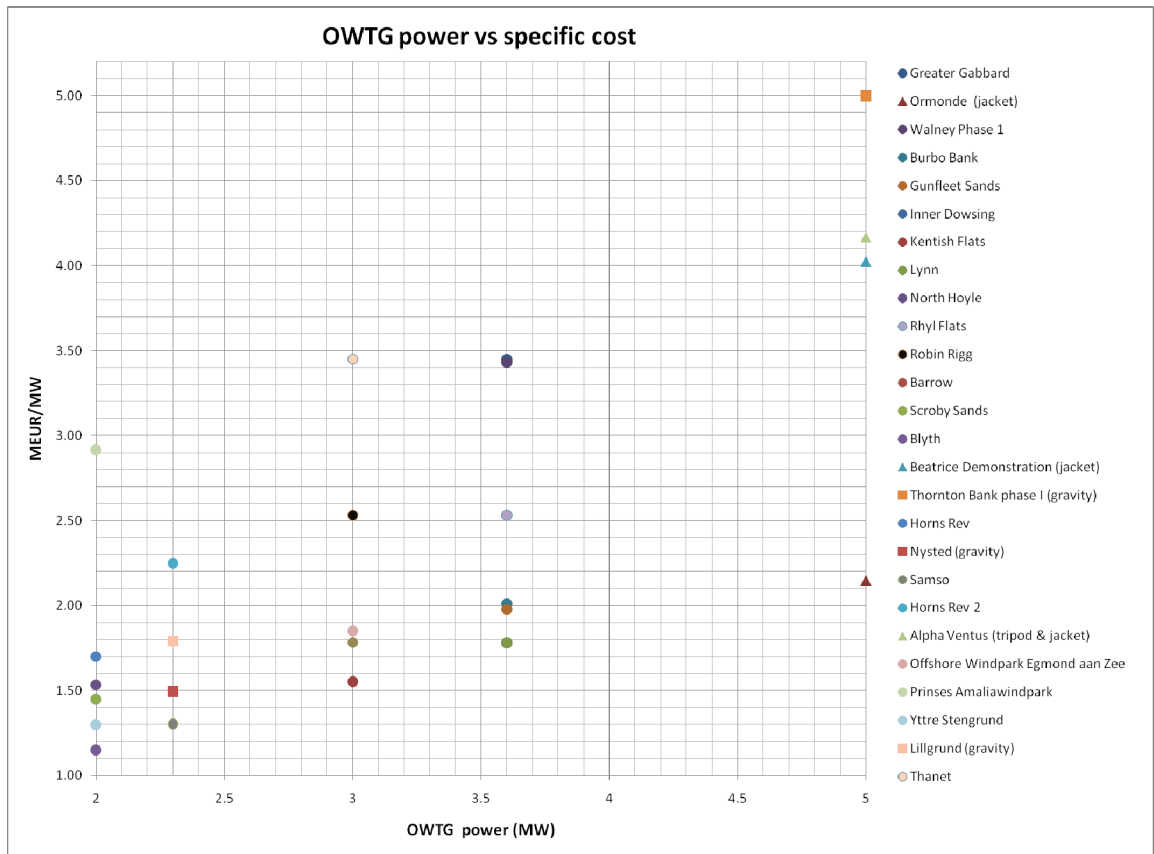 OWTG power vs specific cost
5.00
4.50
4.00
3.50
3.00
2.50
2.00
1.50
1.00
MEUR/MW
2
2.5
3
3.5
4
4.5
5
OWTG power (MW)
Greater Gabbard
Ormonde (jacket)
Walney Phase 1
Burbo Bank
Gunfleet Sands
Inner Dowsing
Kentish Flats
Lynn
North Hoyle
Rhyl Flats
Robin Rigg
Barrow
Scroby Sands
Blyth
Beatrice Demonstration (jacket)
Thornton Bank phase I (gravity)
Horns Rev
Nysted (gravity)
Samsø
Horns Rev 2
Alpha Ventus (tripod & jacket)
Offshore Windpark Egmond aan Zee
Prinses Amaliawindpark
Yttre Stengrund
Lillgrund (gravity)
Thanet